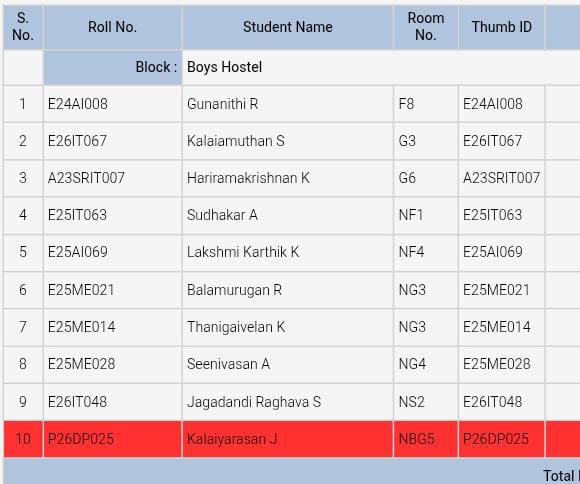 S. No. Roll No. Student Name Room No. Thumb ID
Block : Boys Hostel
1 E24AI008 Gunanithi R F8 E24AI008
2 E26IT067 Kalaiamuthan S G3 E26IT067
3 A23SRIT007 Hariramakrishnan K G6 A23SRIT007
4 E25IT063 Sudhakar A NF1 E25IT063
5 E25AI069 Lakshmi Karthik K NF4 E25AI069
6 E25ME021 Balamurugan R NG3 E25ME021
7 E25ME014 Thanigaivelan K NG3 E25ME014
8 E25ME028 Seenivasan A NG4 E25ME028
9 E26IT048 Jagadandi Raghava S NS2 E26IT048
10 P26DP025 Kalaiyarasan J NBG5 P26DP025
Total